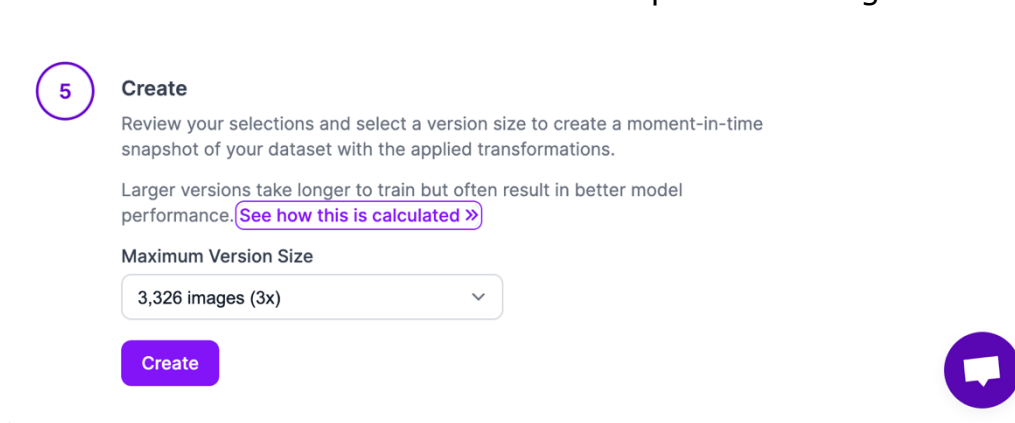 5
Create
Review your selections and select a version size to create a moment-in-time
snapshot of your dataset with the applied transformations.
Larger versions take longer to train but often result in better model
performance. See how this is calculated »
Maximum Version Size
3,326 images (3x)
Create